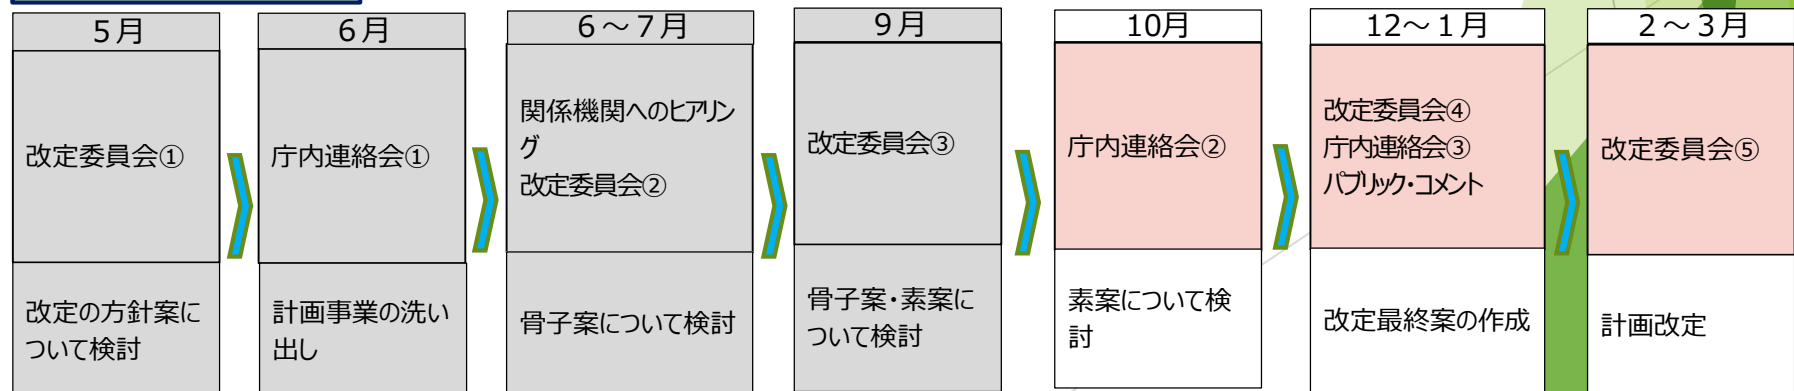 5月
改定委員会①
改定の方針案に
ついて検討
6月
庁内連絡会①
計画事業の洗い
出し
6～7月
関係機関へのヒアリン
グ
改定委員会②
骨子案について検討
9月
改定委員会③
骨子案・素案に
ついて検討
10月
庁内連絡会②
素案について検
討
12～1月
改定委員会④
庁内連絡会③
パブリック・コメント
改定最終案の作成
2～3月
改定委員会⑤
計画改定